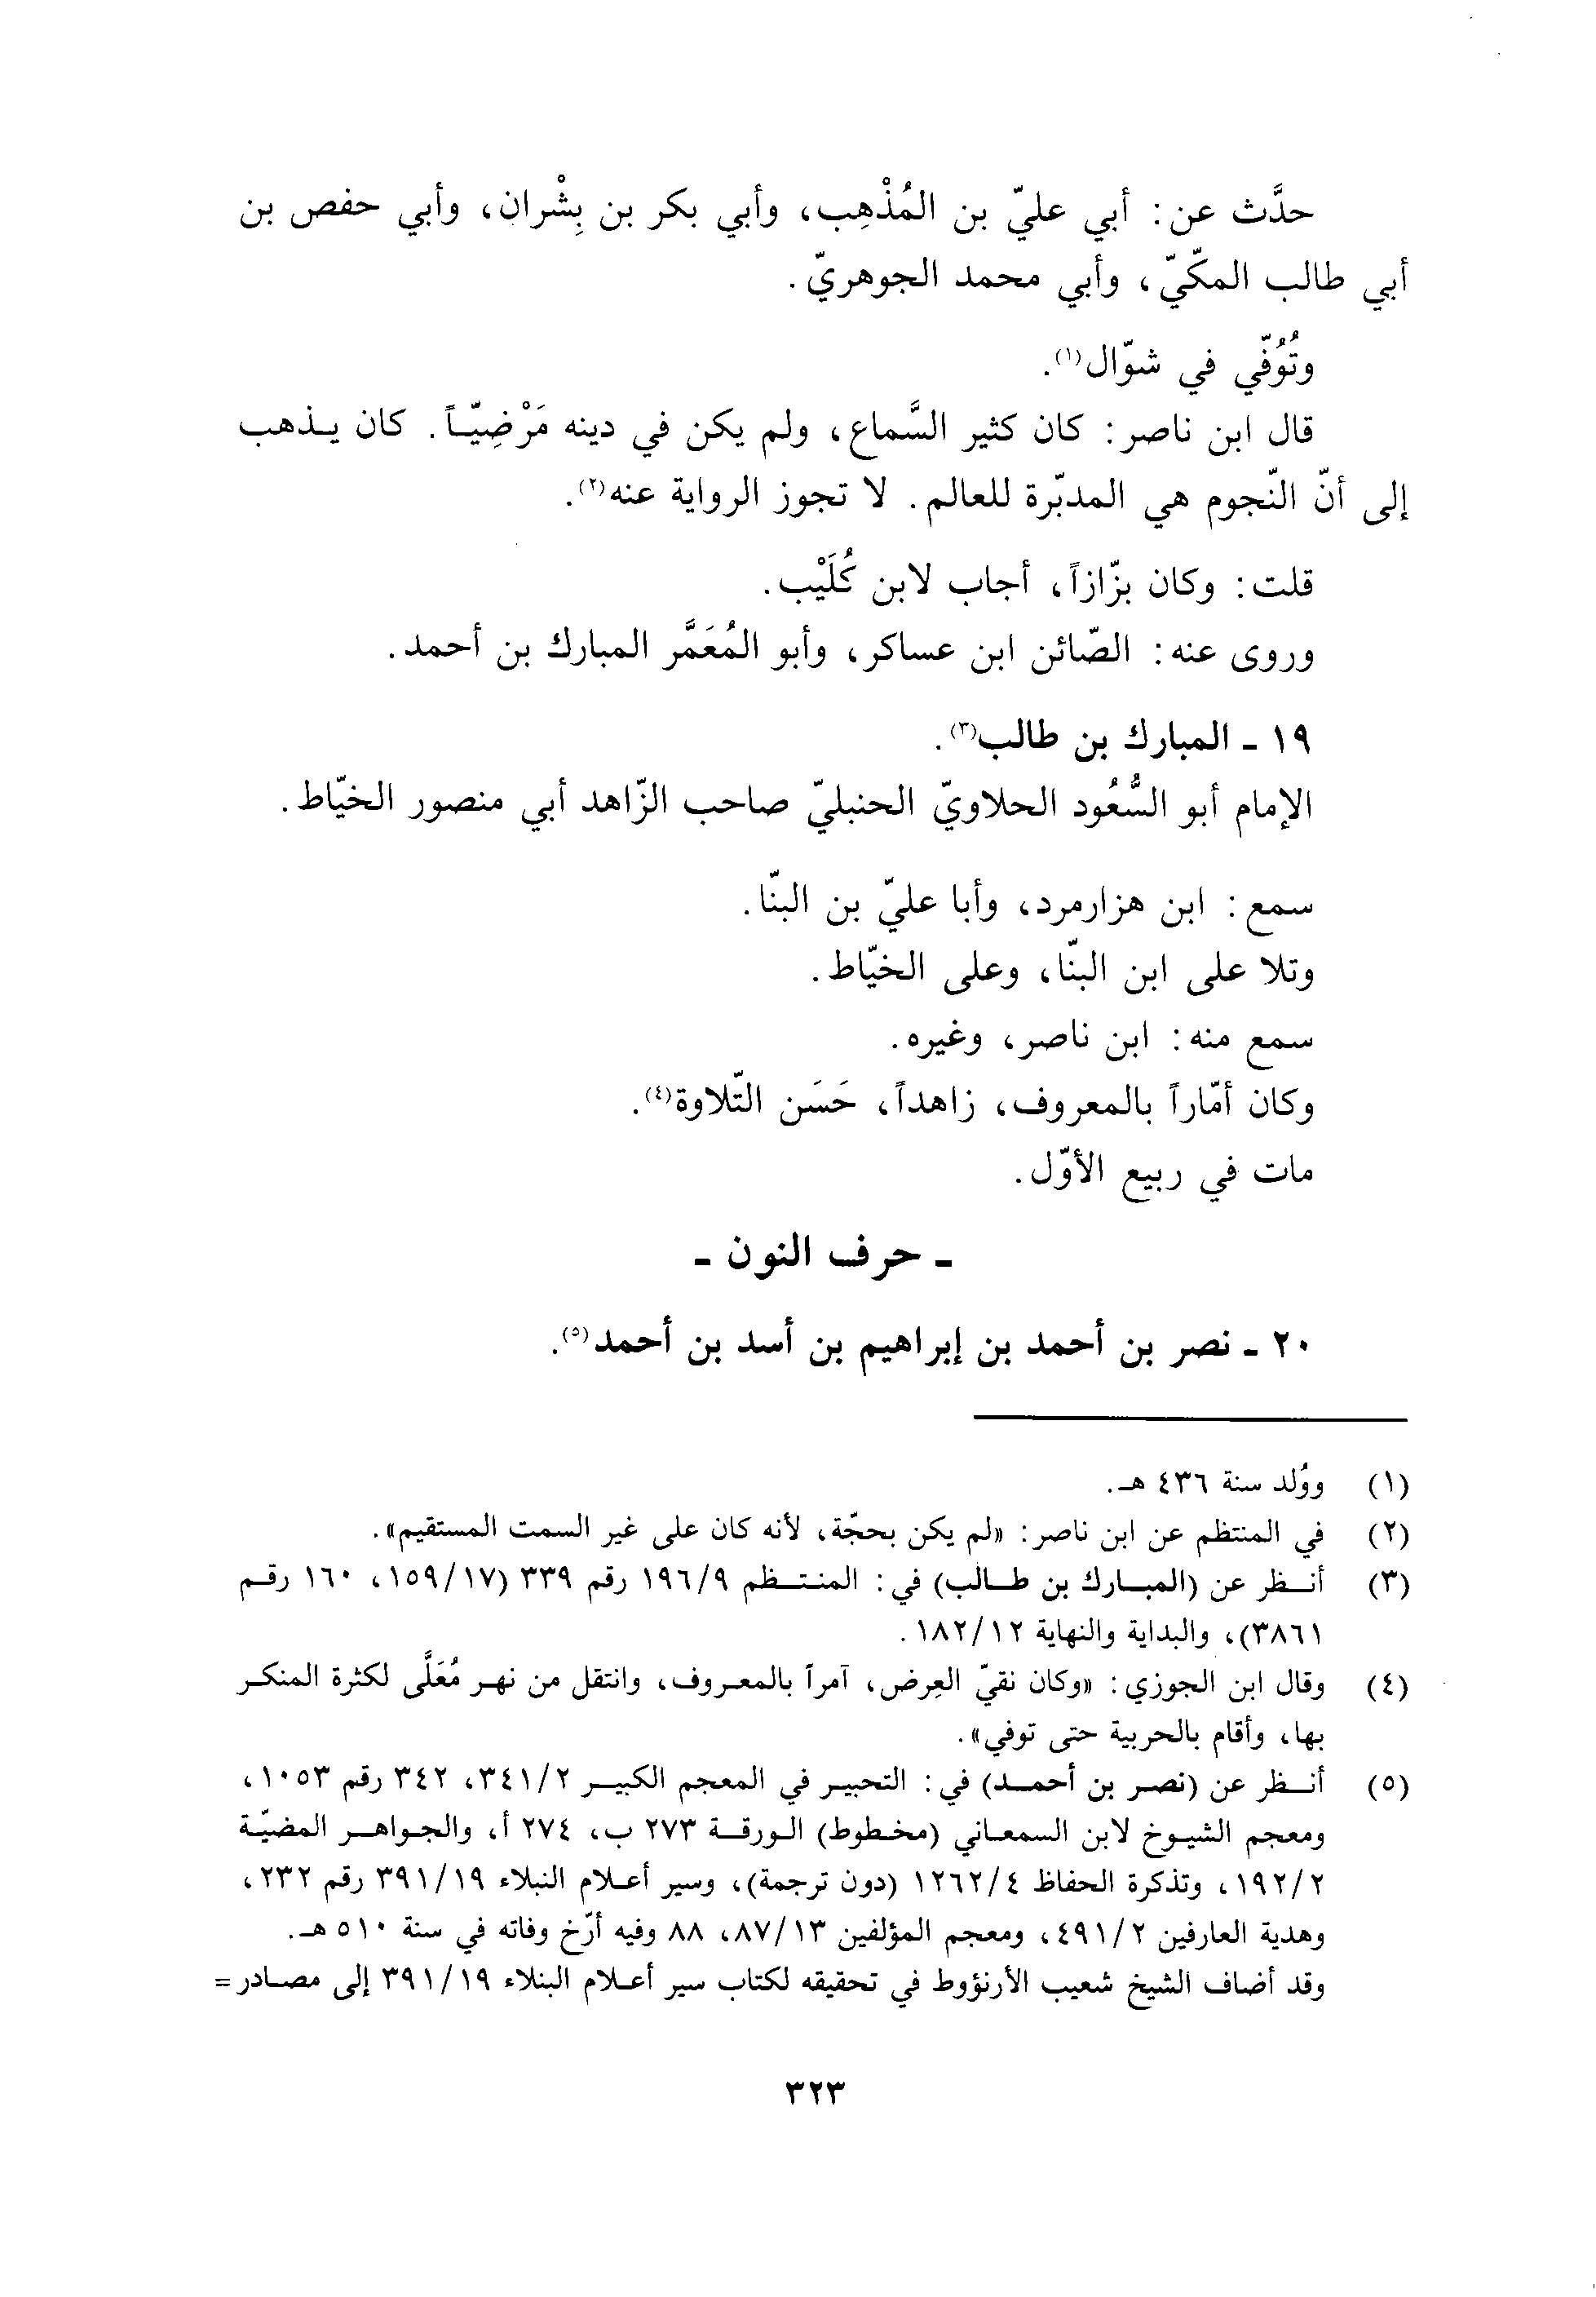 حدَّث عن: أبي عليّ بن المُذْهِب، وأبي بكر بن بِشْران، وأبي حفص بن
أبي طالب المكّيّ، وأبي محمد الجوهريّ.
وتُوُفّي في شوّال(١).
قال ابن ناصر: كان كثير السَّماع، ولم يكن في دينه مَرْضِيّاً. كان يذهب
إلى أنّ النّجوم هي المدبّرة للعالم. لا تجوز الرواية عنه(٢).
قلت: وكان بزّازاً، أجاب لابن كُلَيْب.
وروى عنه: الصّائن ابن عساكر، وأبو المُعَمَّر المبارك بن أحمد.
١٩ - المبارك بن طالب(٣).
الإمام أبو السُّعُود الحلاويّ الحنبليّ صاحب الزّاهد أبي منصور الخيّاط.
سمع: ابن هزارمرد، وأبا عليّ بن البنّا.
وتلا على ابن البنّا، وعلى الخيّاط.
سمع منه: ابن ناصر، وغيره.
وكان أمّاراً بالمعروف، زاهداً، حَسَن التّلاوة(٤).
مات في ربيع الأوّل.
- حرف النون -
٢٠ - نصر بن أحمد بن إبراهيم بن أسد بن أحمد(٥).
(١) ووُلد سنة ٤٣٦ هـ.
(٢) في المنتظم عن ابن ناصر: «لم يكن بحجّة، لأنه كان على غير السمت المستقيم».
(٣) أنظر عن (المبارك بن طالب) في: المنتظم ١٩٦/٩ رقم ٣٣٩ (١٥٩/١٧، ١٦٠ رقم
٣٨٦١)، والبداية والنهاية ١٨٢/١٢.
(٤) وقال ابن الجوزي: «وكان نقيّ العِرض، آمراً بالمعروف، وانتقل من نهر مُعَلَّى لكثرة المنكر
بها، وأقام بالحربية حتى توفي».
(٥) أنظر عن (نصر بن أحمد) في: التحبير في المعجم الكبير ٣٤١/٢، ٣٤٢ رقم ١٠٥٣،
ومعجم الشيوخ لابن السمعاني (مخطوط) الورقة ٢٧٣ ب، ٢٧٤ أ، والجواهر المضيّة
١٩٢/٢، وتذكرة الحفاظ ١٢٦٢/٤ (دون ترجمة)، وسير أعلام النبلاء ٣٩١/١٩ رقم ٢٣٢،
وهدية العارفين ٤٩١/٢، ومعجم المؤلفين ٨٧/١٣، ٨٨ وفيه أرّخ وفاته في سنة ٥١٠ هـ.
وقد أضاف الشيخ شعيب الأرنؤوط في تحقيقه لكتاب سير أعلام البنلاء ٣٩١/١٩ إلى مصادر =
٣٢٣